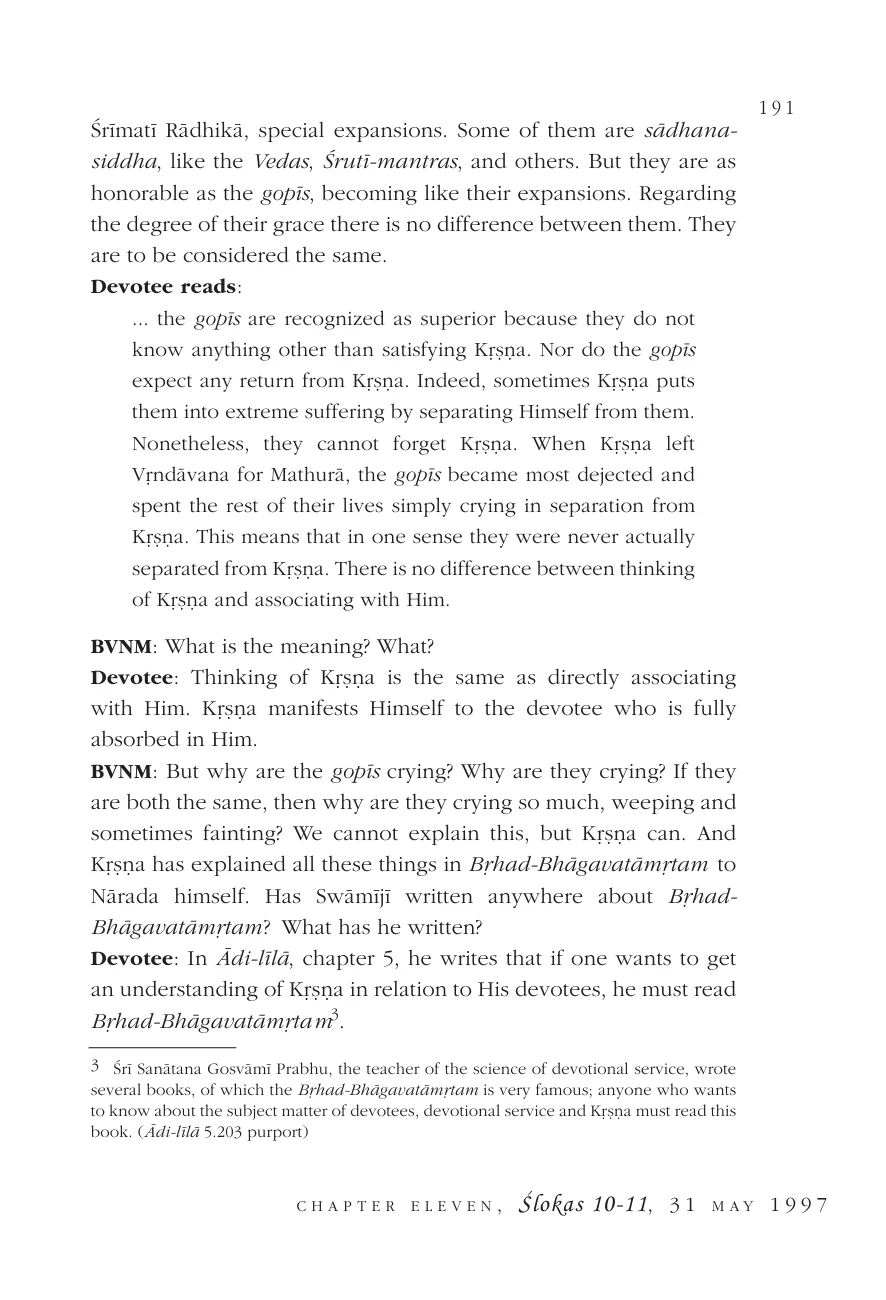 191
Śrīmatī Rādhikā, special expansions. Some of them are sādhana-
siddha, like the Vedas, Śrutī-mantras, and others. But they are as
honorable as the gopīs, becoming like their expansions. Regarding
the degree of their grace there is no difference between them. They
are to be considered the same.
Devotee reads:
... the gopīs are recognized as superior because they do not
know anything other than satisfying Kṛṣṇa. Nor do the gopīs
expect any return from Kṛṣṇa. Indeed, sometimes Kṛṣṇa puts
them into extreme suffering by separating Himself from them.
Nonetheless, they cannot forget Kṛṣṇa. When Kṛṣṇa left
Vṛndāvana for Mathurā, the gopīs became most dejected and
spent the rest of their lives simply crying in separation from
Kṛṣṇa. This means that in one sense they were never actually
separated from Kṛṣṇa. There is no difference between thinking
of Kṛṣṇa and associating with Him.
BVNM: What is the meaning? What?
Devotee: Thinking of Kṛṣṇa is the same as directly associating
with Him. Kṛṣṇa manifests Himself to the devotee who is fully
absorbed in Him.
BVNM: But why are the gopīs crying? Why are they crying? If they
are both the same, then why are they crying so much, weeping and
sometimes fainting? We cannot explain this, but Kṛṣṇa can. And
Kṛṣṇa has explained all these things in Bṛhad-Bhāgavatāmṛtam to
Nārada himself. Has Swāmījī written anywhere about Bṛhad-
Bhāgavatāmṛtam? What has he written?
Devotee: In Ādi-līlā, chapter 5, he writes that if one wants to get
an understanding of Kṛṣṇa in relation to His devotees, he must read
Bṛhad-Bhāgavatāmṛtam3.
3 Śrī Sanātana Gosvāmī Prabhu, the teacher of the science of devotional service, wrote
several books, of which the Bṛhad-Bhāgavatāmṛtam is very famous; anyone who wants
to know about the subject matter of devotees, devotional service and Kṛṣṇa must read this
book. (Ādi-līlā 5.203 purport)
CHAPTER ELEVEN, Ślokas 10-11, 31 MAY 1997